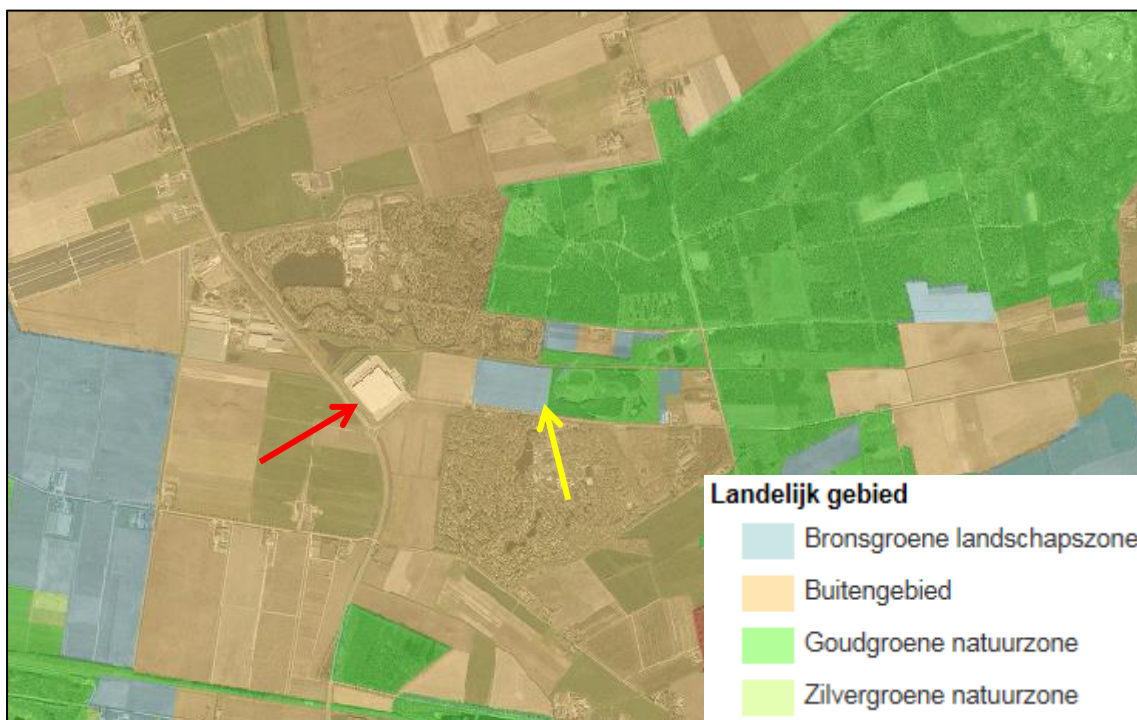 Landelijk gebied
Bronsgroene landschapszone
Buitengebied
Goudgroene natuurzone
Zilvergroene natuurzone